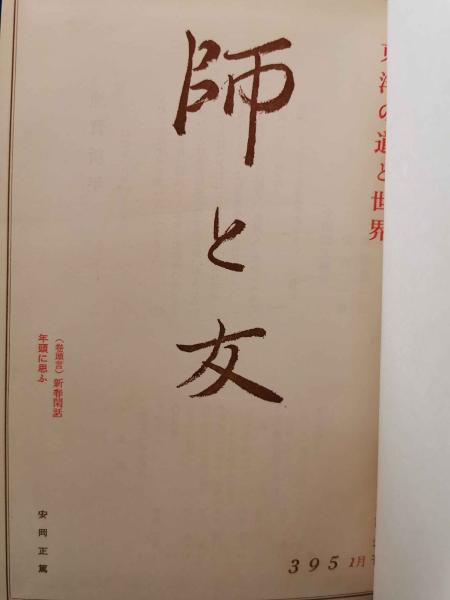 東洋の道と世界
師と友
(卷頭言) 新春閑話
年頭に思ふ
安岡正篤
395 1月